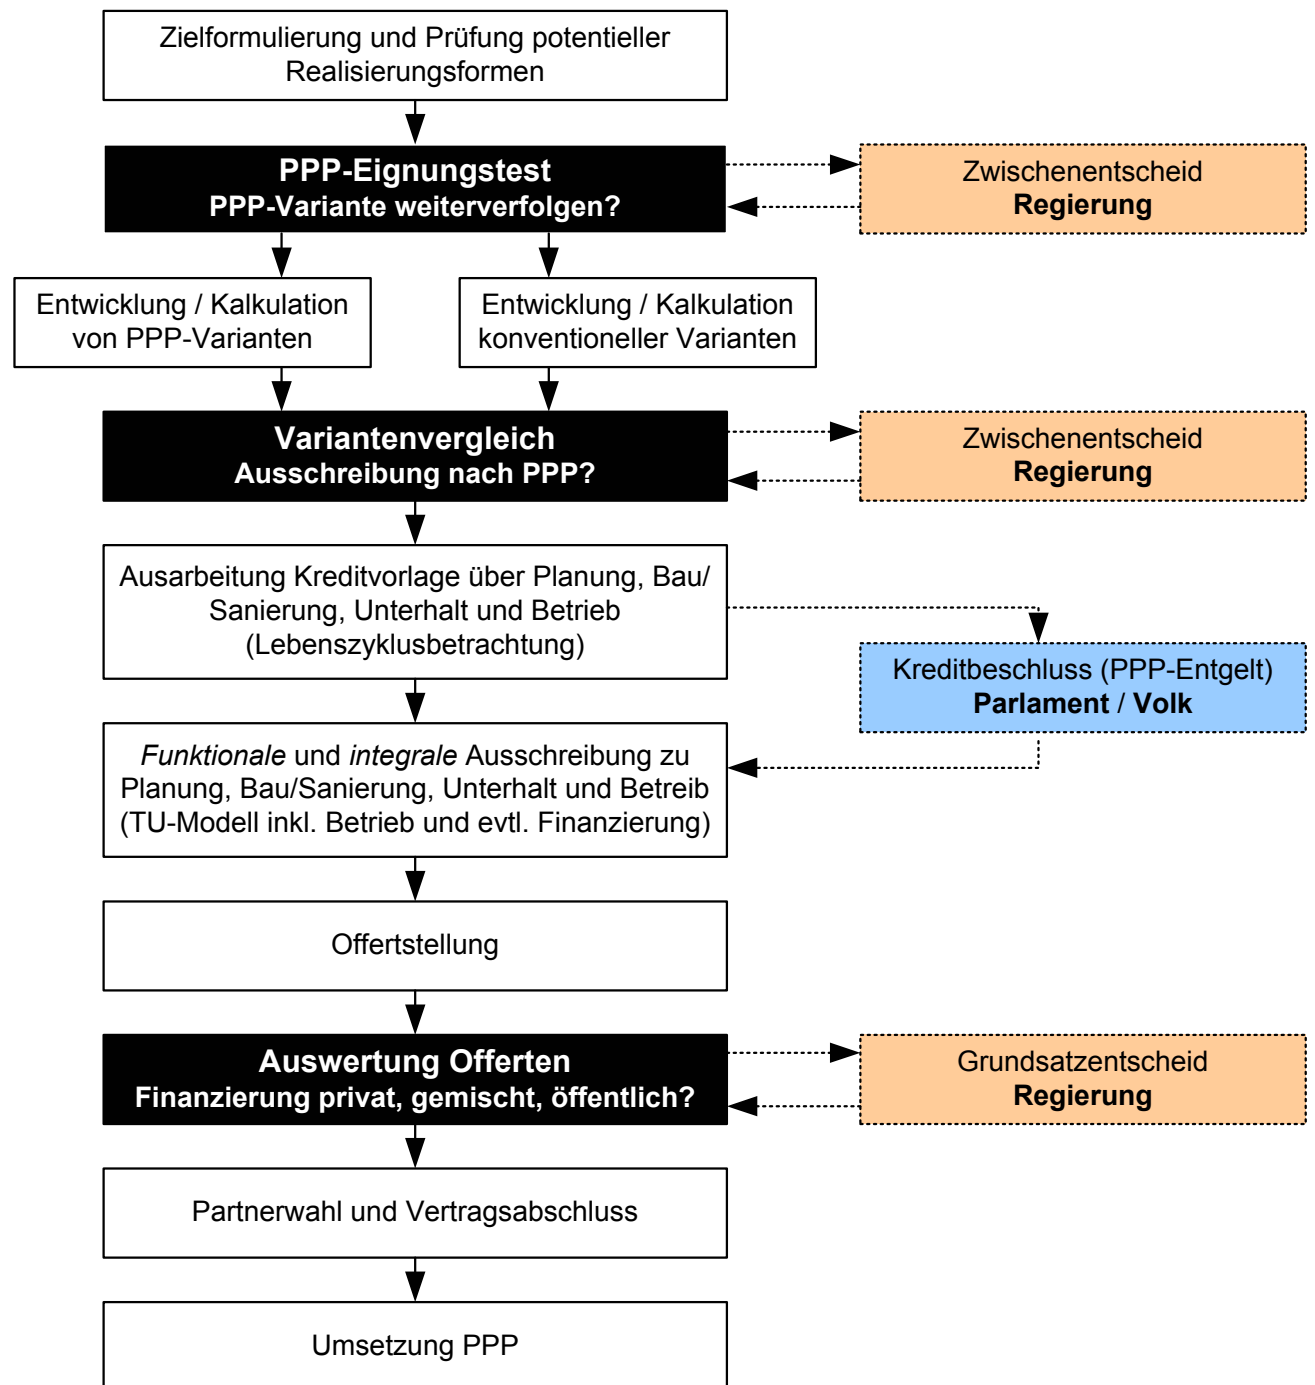 Zielformulierung und Prüfung potentieller
Realisierungsformen
PPP-Eignungstest
PPP-Variante weiterverfolgen?
Zwischenentscheid
Regierung
Entwicklung / Kalkulation
von PPP-Varianten
Entwicklung / Kalkulation
konventioneller Varianten
Variantenvergleich
Ausschreibung nach PPP?
Zwischenentscheid
Regierung
Ausarbeitung Kreditvorlage über Planung, Bau/
Sanierung, Unterhalt und Betrieb
(Lebenszyklusbetrachtung)
Kreditbeschluss (PPP-Entgelt)
Parlament / Volk
Funktionale und integrale Ausschreibung zu
Planung, Bau/Sanierung, Unterhalt und Betreib
(TU-Modell inkl. Betrieb und evtl. Finanzierung)
Offertstellung
Auswertung Offerten
Finanzierung privat, gemischt, öffentlich?
Grundsatzentscheid
Regierung
Partnerwahl und Vertragsabschluss
Umsetzung PPP